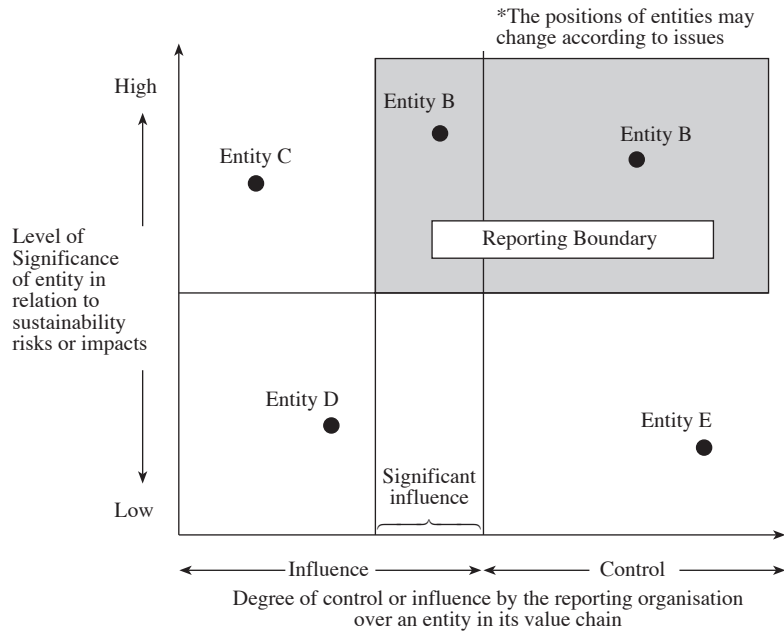 *The positions of entities may
change according to issues
High
Entity B
Entity B
Entity C
Reporting Boundary
Level of
Significance
of entity in
relation to
sustainability
risks or impacts
Entity D
Entity E
Significant
influence
Low
Influence
Control
Degree of control or influence by the reporting organisation
over an entity in its value chain